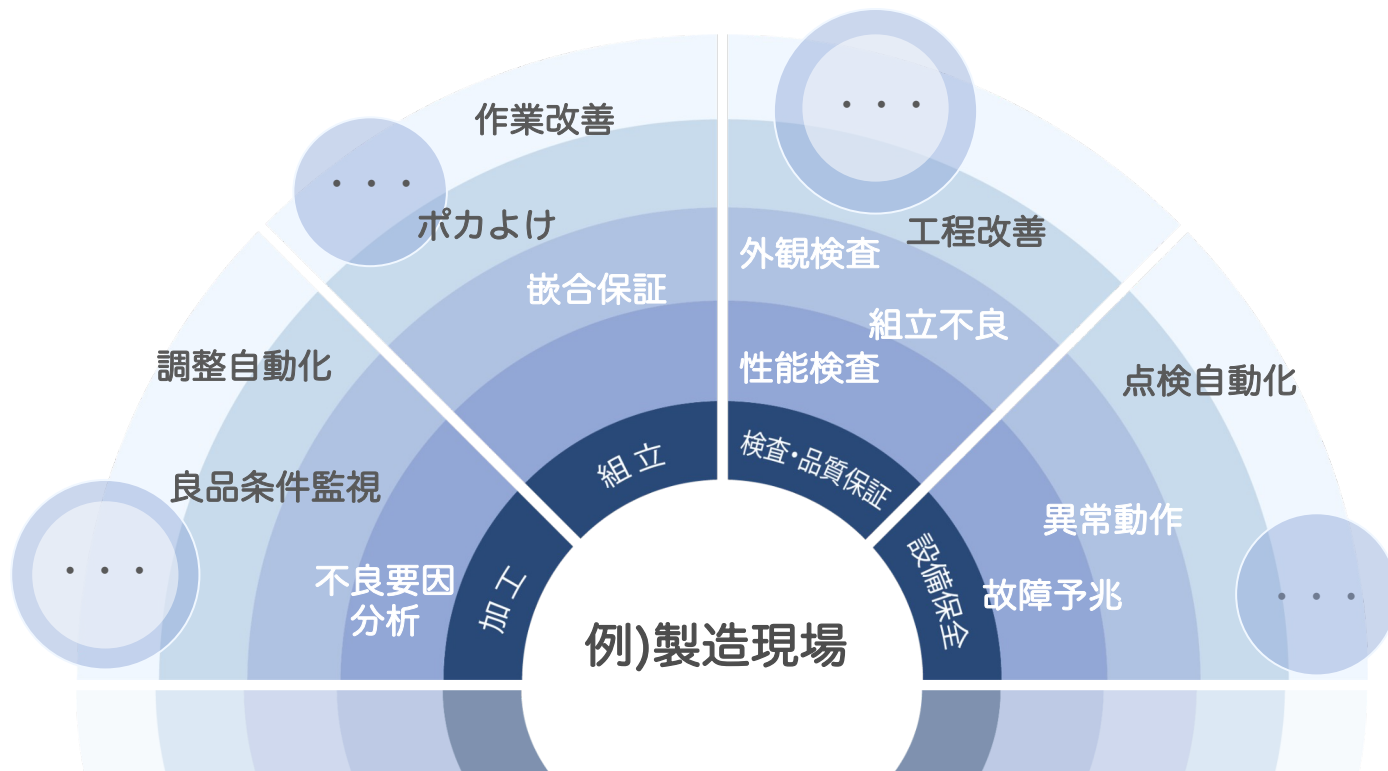 作業改善
・・・
・・・
ポカよけ
工程改善
外観検査
嵌合保証
組立不良
調整自動化
性能検査
点検自動化
組立
検査・品質保証
良品条件監視
異常動作
・・・
不良要因
分析
加工
設備保全
故障予兆
・・・
例)製造現場